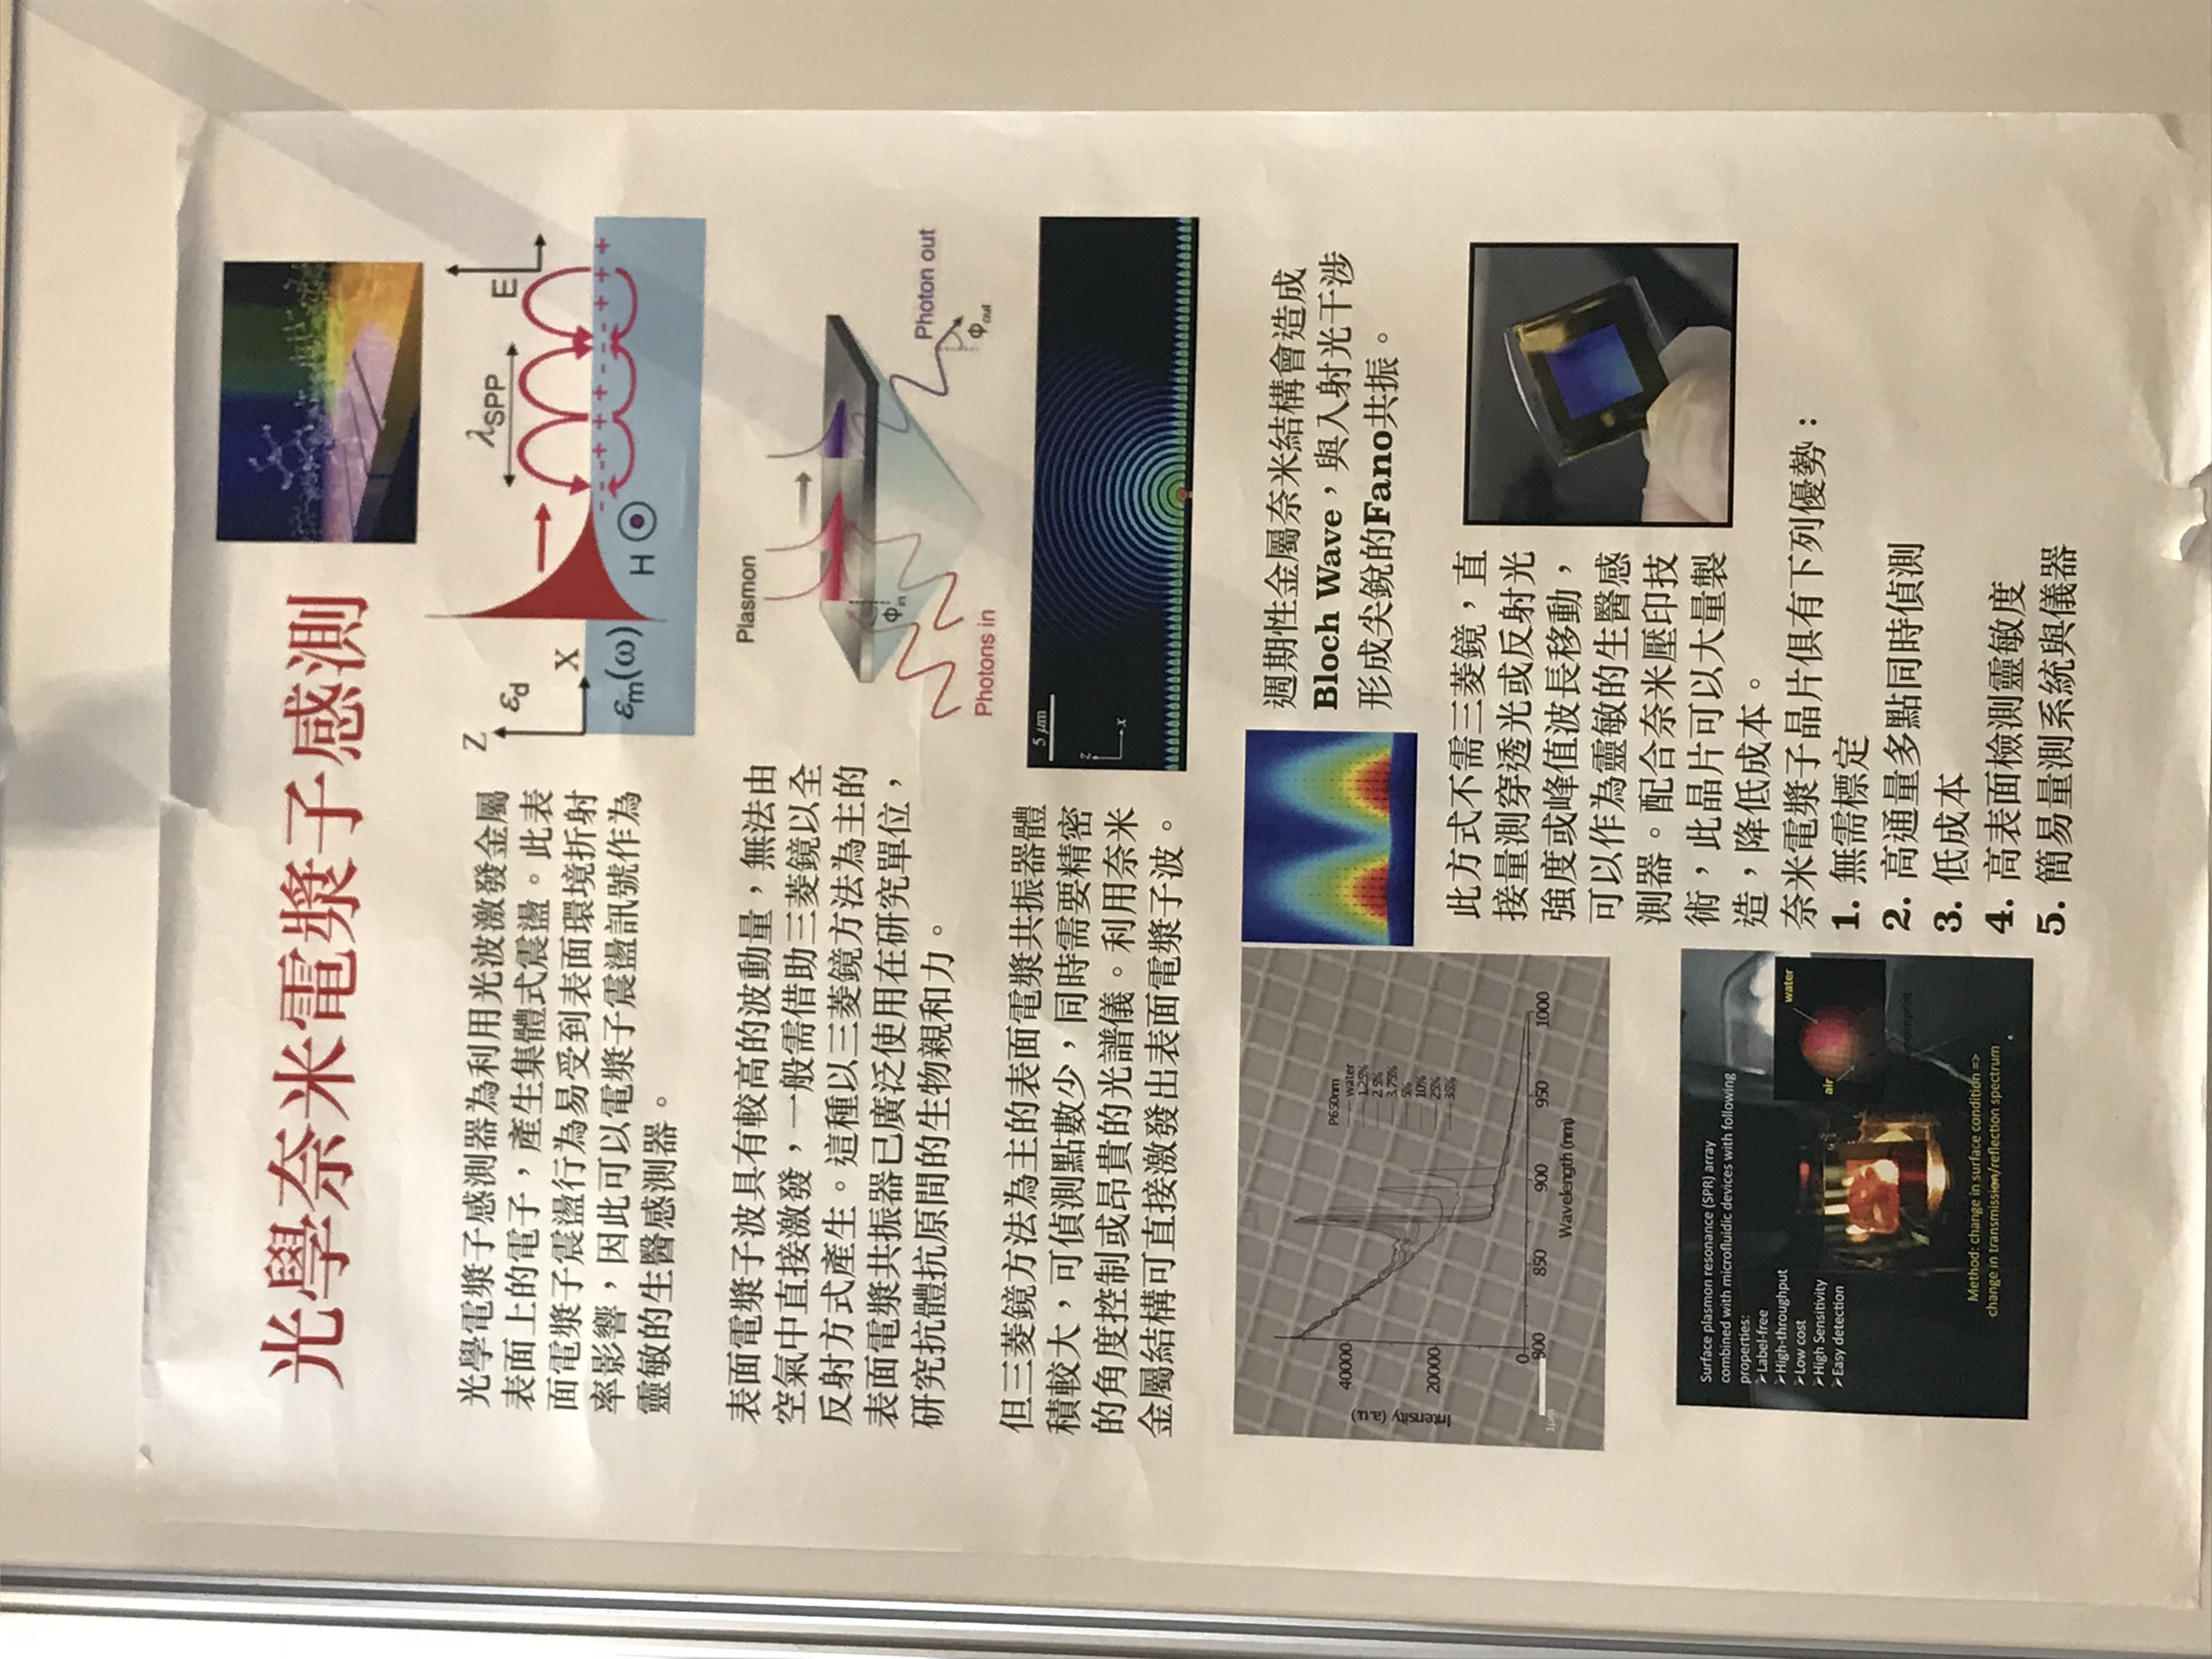 光學奈米電漿子感測
光學電漿子感測器為利用光波激發金屬
表面上的電子，產生集體式震盪。此表
面電漿子震盪行為易受到表面環境折射
率影響，因此可以電漿子震盪訊號作為
靈敏的生醫感測器。
Z
εd
X
εm(ω)
H
λSPP
E
- - - + + + - - - + + +
表面電漿子波具有較高的波動量，無法由
空氣中直接激發，一般需借助三菱鏡以全
反射方式產生。這種以三菱鏡方法為主的
表面電漿共振器已廣泛使用在研究單位，
研究抗體抗原間的生物親和力。
Plasmon
Φin
Photon out
Φout
Photons in
但三菱鏡方法為主的表面電漿共振器體
積較大，可偵測點數少，同時需要精密
的角度控制或昂貴的光譜儀。利用奈米
金屬結構可直接激發出表面電漿子波。
5 μm
z
x
Intensity (a.u.)
40000
20000
0
800
850
900
950
1000
Wavelength (nm)
1μm
P650nm
water
1.25%
2.5%
3.75%
5%
10%
25%
35%
週期性金屬奈米結構會造成
Bloch Wave，與入射光干涉
形成尖銳的Fano共振。
此方式不需三菱鏡，直
接量測穿透光或反射光
強度或峰值波長移動，
可以作為靈敏的生醫感
測器。配合奈米壓印技
術，此晶片可以大量製
造，降低成本。
奈米電漿子晶片俱有下列優勢：
1. 無需標定
2. 高通量多點同時偵測
3. 低成本
4. 高表面檢測靈敏度
5. 簡易量測系統與儀器
Surface plasmon resonance (SPR) array
combined with microfluidic devices with following
properties:
➢Label-free
➢High-throughput
➢Low cost
➢High Sensitivity
➢Easy detection
water
air
Method: change in surface condition =>
change in transmission/reflection spectrum